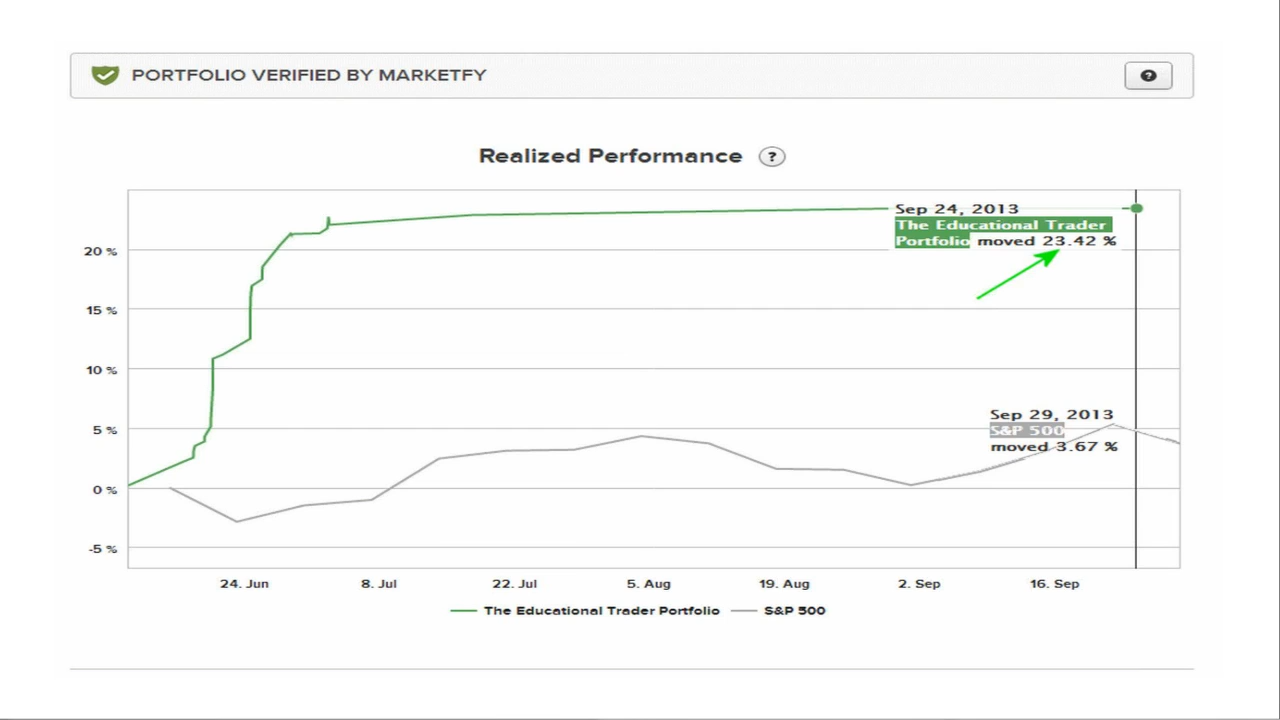 PORTFOLIO VERIFIED BY MARKETFY
?
Realized Performance ?
Sep 24, 2013
The Educational Trader
Portfolio moved 23.42 %
20 %
15 %
10 %
5 %
0 %
-5 %
Sep 29, 2013
S&P 500
moved 3.67 %
24. Jun 8. Jul 22. Jul 5. Aug 19. Aug 2. Sep 16. Sep
The Educational Trader Portfolio S&P 500